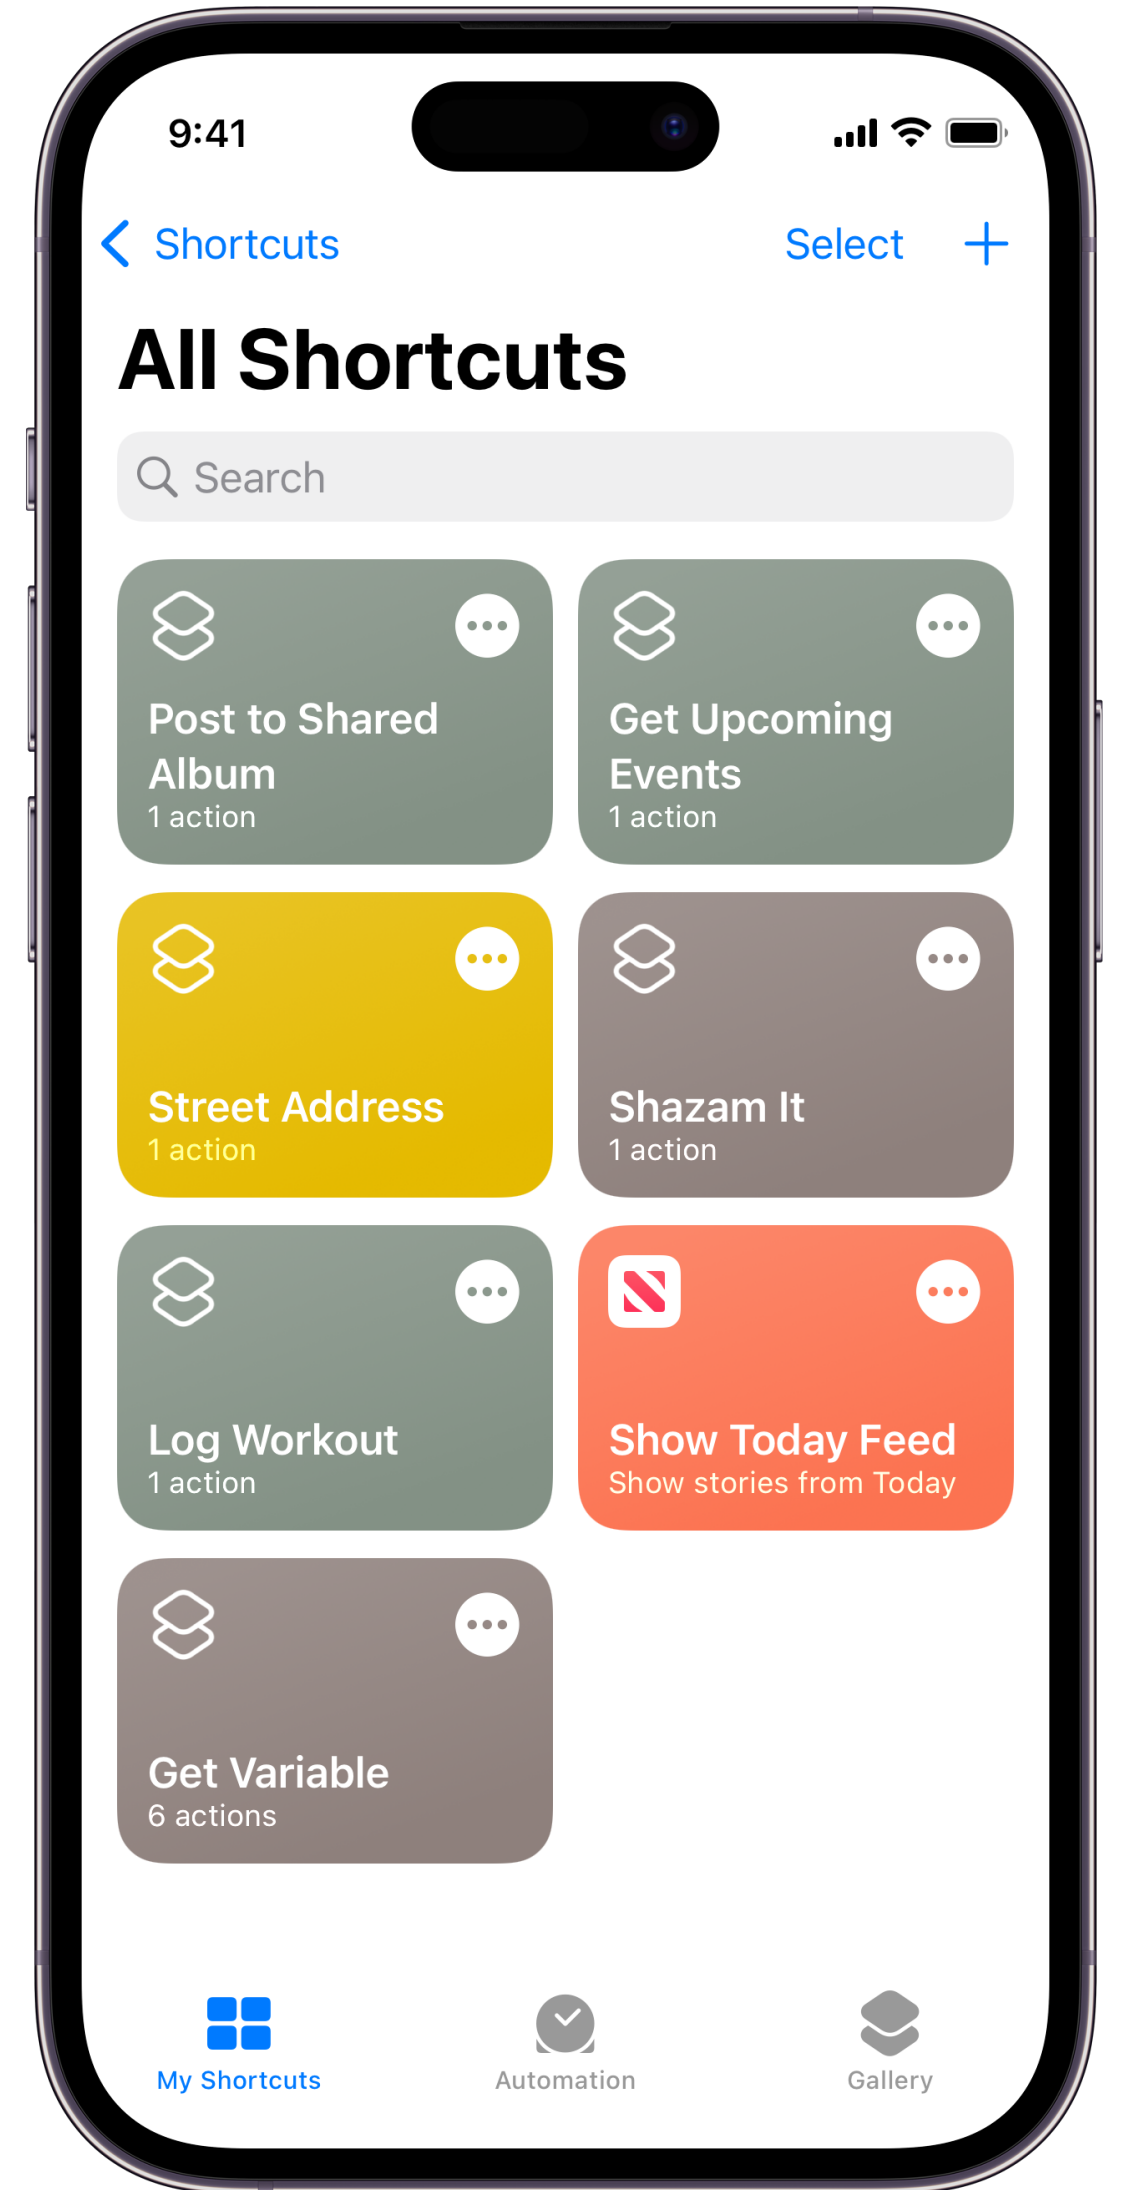 9:41
Shortcuts
Select
All Shortcuts
Search
Post to Shared
Album
1 action
Get Upcoming
Events
1 action
Street Address
1 action
Shazam It
1 action
Log Workout
1 action
Show Today Feed
Show stories from Today
Get Variable
6 actions
My Shortcuts
Automation
Gallery